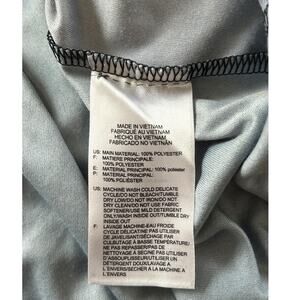 MADE IN VIETNAM
FABRIQUÉ AU VIETNAM
HECHO EN VIETNAM
FABRICADO NO VIETNÃ
US: MAIN MATERIAL: 100% POLYESTER
F: MATIERE PRINCIPALE:
100% POLYESTER
E: MATERIAL PRINCIPAL: 100% poliester
P: MATERIAL PRINCIPAL:
100% POLIÉSTER
US: MACHINE WASH COLD DELICATE
CYCLE/DO NOT BLEACH/TUMBLE
DRY LOW/DO NOT IRON/DO NOT
DRY CLEAN/DO NOT USE FABRIC
SOFTENER/USE MILD DETERGENT
ONLY/WASH INSIDE OUT/TUMBLE DRY
INSIDE OUT
F: LAVAGE MACHINE-EAU FROIDE
CYCLE DÉLICAT/NE PAS UTILISER
DE JAVELISANT/SÉCHAGE PAR
CULBUTAGE À BASSE TEMPÉRATURE/
NE PAS REPASSER/PAS DE
NETTOYAGE À SEC/NE PAS UTILISER
D'ASSOUPLISSEUR/UTILISER UN
DÉTERGENT DOUX/LAVAGE À
L'ENVERS/SÉCHER À LA MACHINE À
L'ENVERS